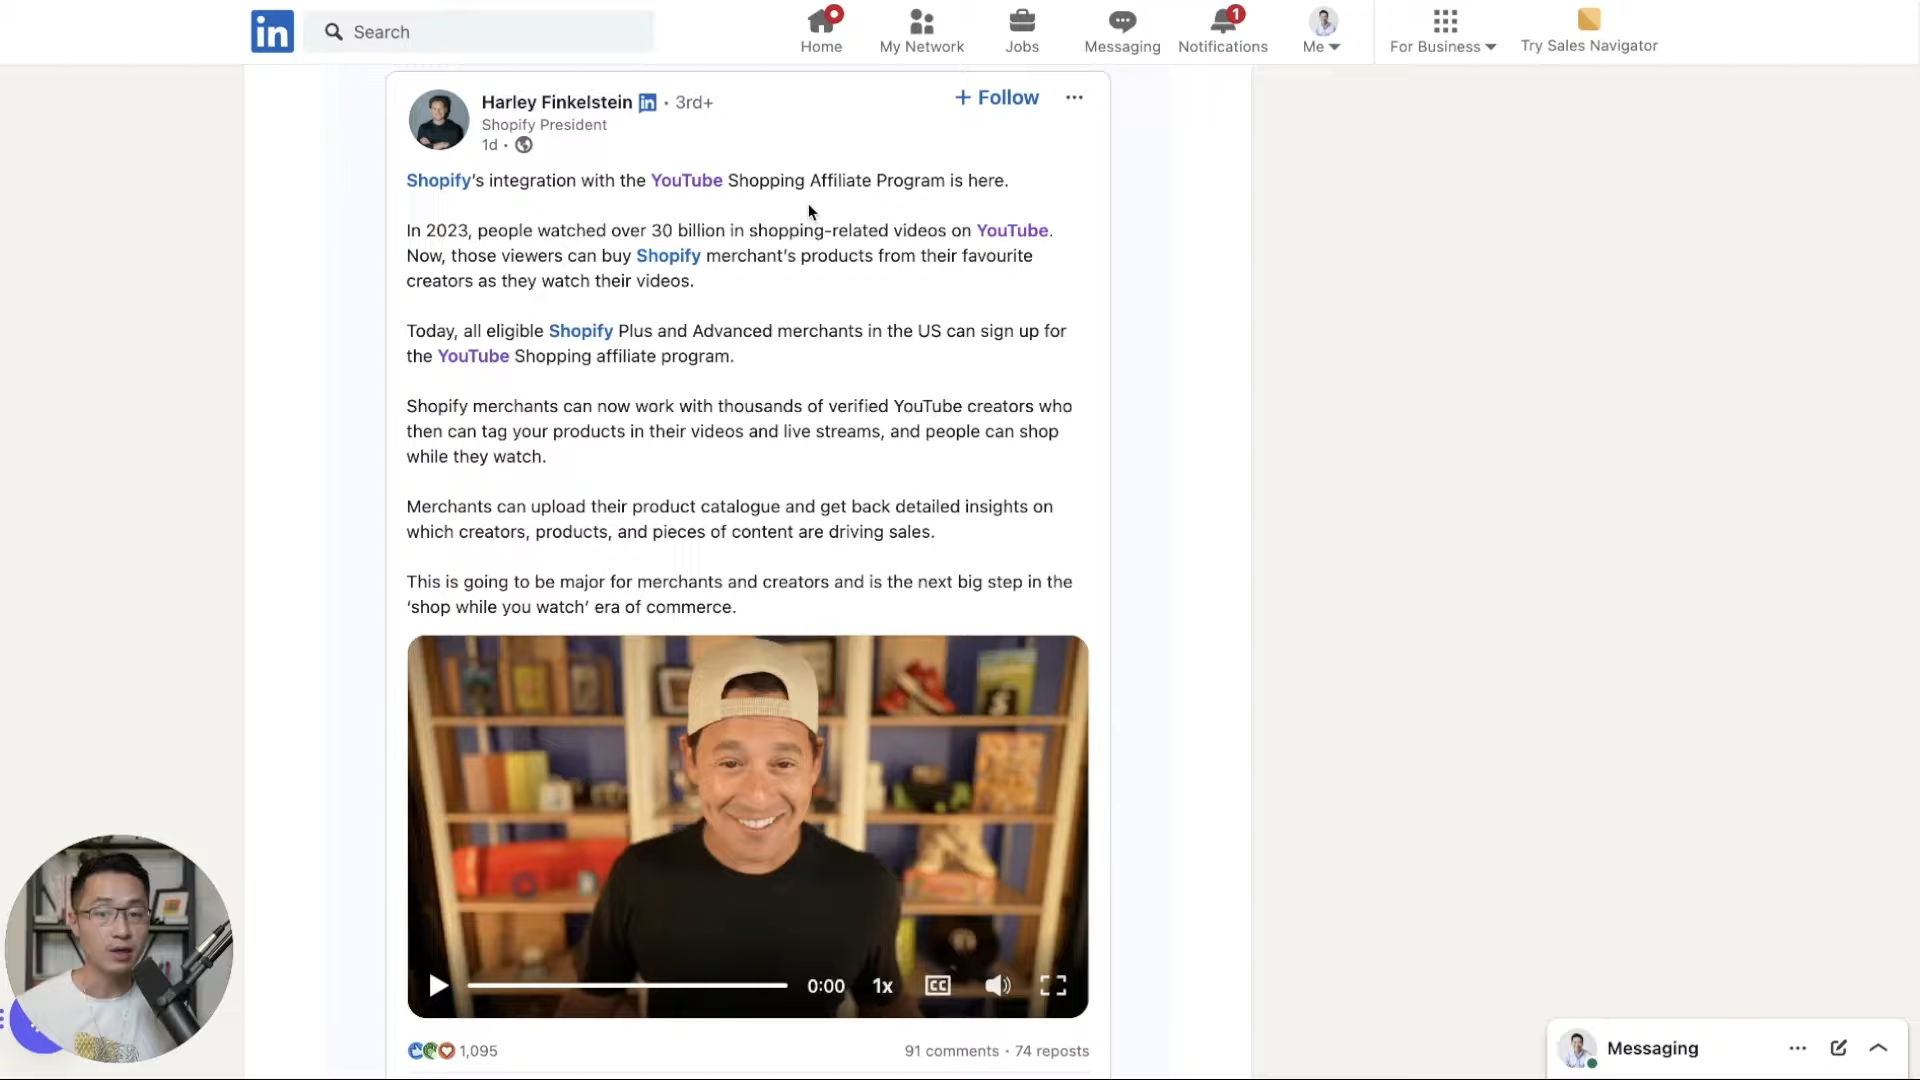 in
Search
Home
My Network
Jobs
Messaging
1
Notifications
Me
For Business
Try Sales Navigator
Harley Finkelstein in • 3rd+
+ Follow
Shopify President
1d •
Shopify's integration with the YouTube Shopping Affiliate Program is here.
In 2023, people watched over 30 billion in shopping-related videos on YouTube.
Now, those viewers can buy Shopify merchant's products from their favourite
creators as they watch their videos.
Today, all eligible Shopify Plus and Advanced merchants in the US can sign up for
the YouTube Shopping affiliate program.
Shopify merchants can now work with thousands of verified YouTube creators who
then can tag your products in their videos and live streams, and people can shop
while they watch.
Merchants can upload their product catalogue and get back detailed insights on
which creators, products, and pieces of content are driving sales.
This is going to be major for merchants and creators and is the next big step in the
‘shop while you watch’ era of commerce.
0:00
1x
CC
1,095
91 comments • 74 reposts
Messaging